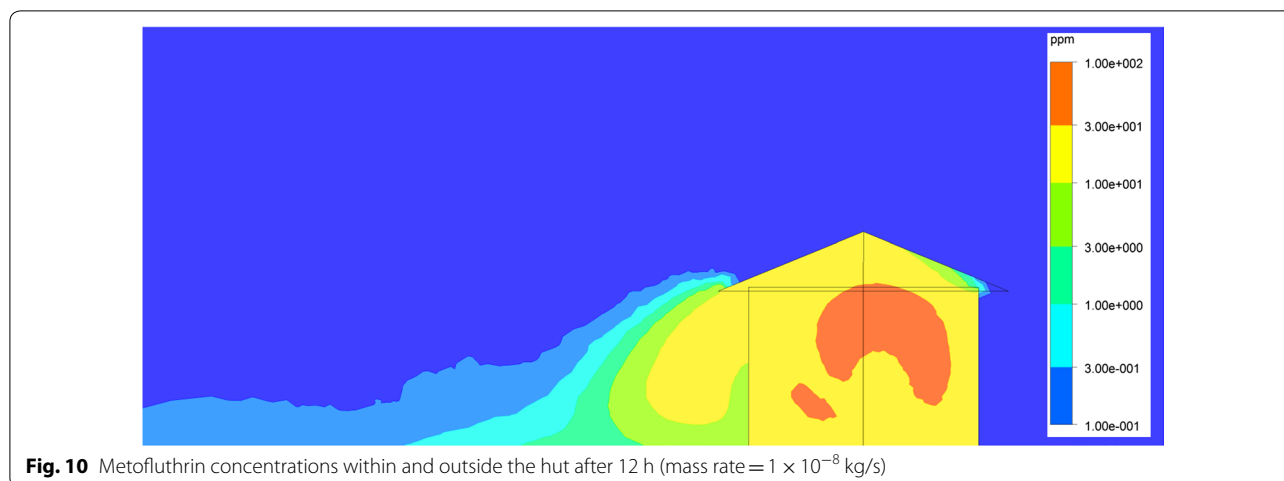 ppm
1.00e+002
3.00e+001
1.00e+001
3.00e+000
1.00e+000
3.00e-001
1.00e-001
Fig. 10 Metofluthrin concentrations within and outside the hut after 12 h (mass rate = 1 × 10⁻⁸ kg/s)